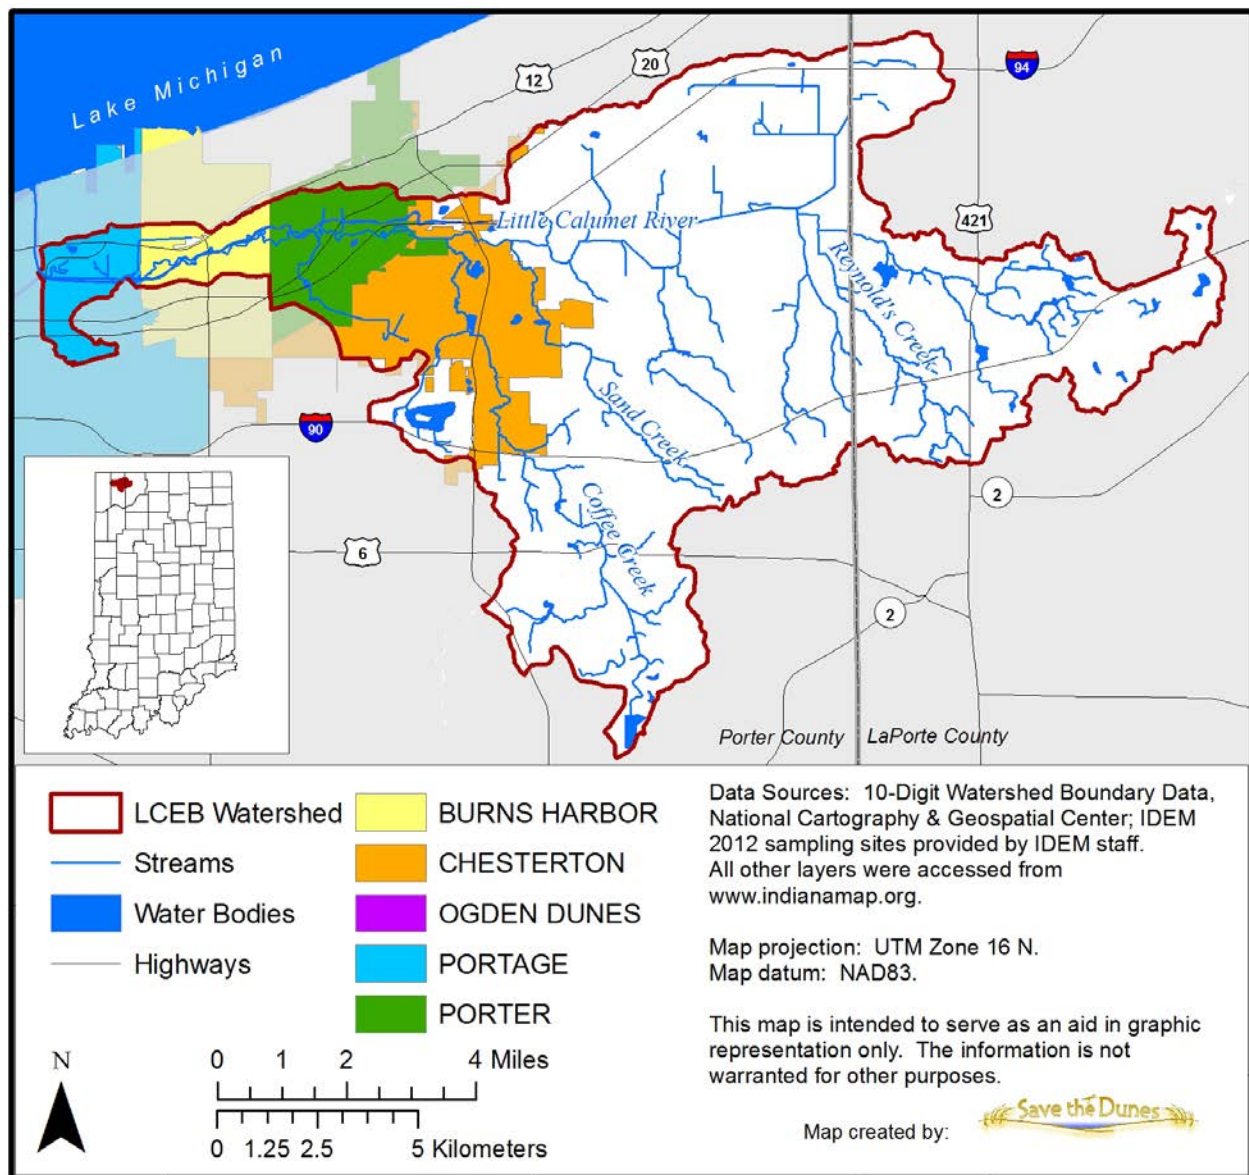 Lake Michigan
12
20
94
Little Calumet River
421
Reynold's Creek
Sand Creek
90
Coffee Creek
2
6
2
Porter County
LaPorte County
LCEB Watershed
Streams
Water Bodies
Highways
BURNS HARBOR
CHESTERTON
OGDEN DUNES
PORTAGE
PORTER
Data Sources: 10-Digit Watershed Boundary Data,
National Cartography & Geospatial Center; IDEM
2012 sampling sites provided by IDEM staff.
All other layers were accessed from
www.indianamap.org.
Map projection: UTM Zone 16 N.
Map datum: NAD83.
This map is intended to serve as an aid in graphic
representation only. The information is not
warranted for other purposes.
Map created by:
Save the Dunes
N
0 1 2 4 Miles
0 1.25 2.5 5 Kilometers